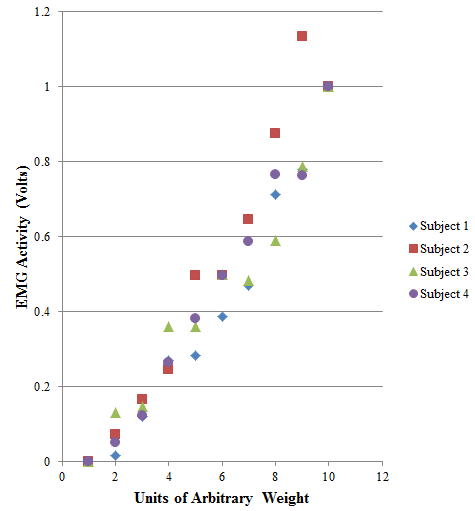 1.2
1
0.8
0.6
0.4
0.2
0
EMG Activity (Volts)
0 2 4 6 8 10 12
Units of Arbitrary Weight
Subject 1
Subject 2
Subject 3
Subject 4